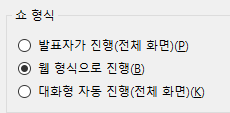 쇼 형식
발표자가 진행(전체 화면)(P)
웹 형식으로 진행(B)
대화형 자동 진행(전체 화면)(K)